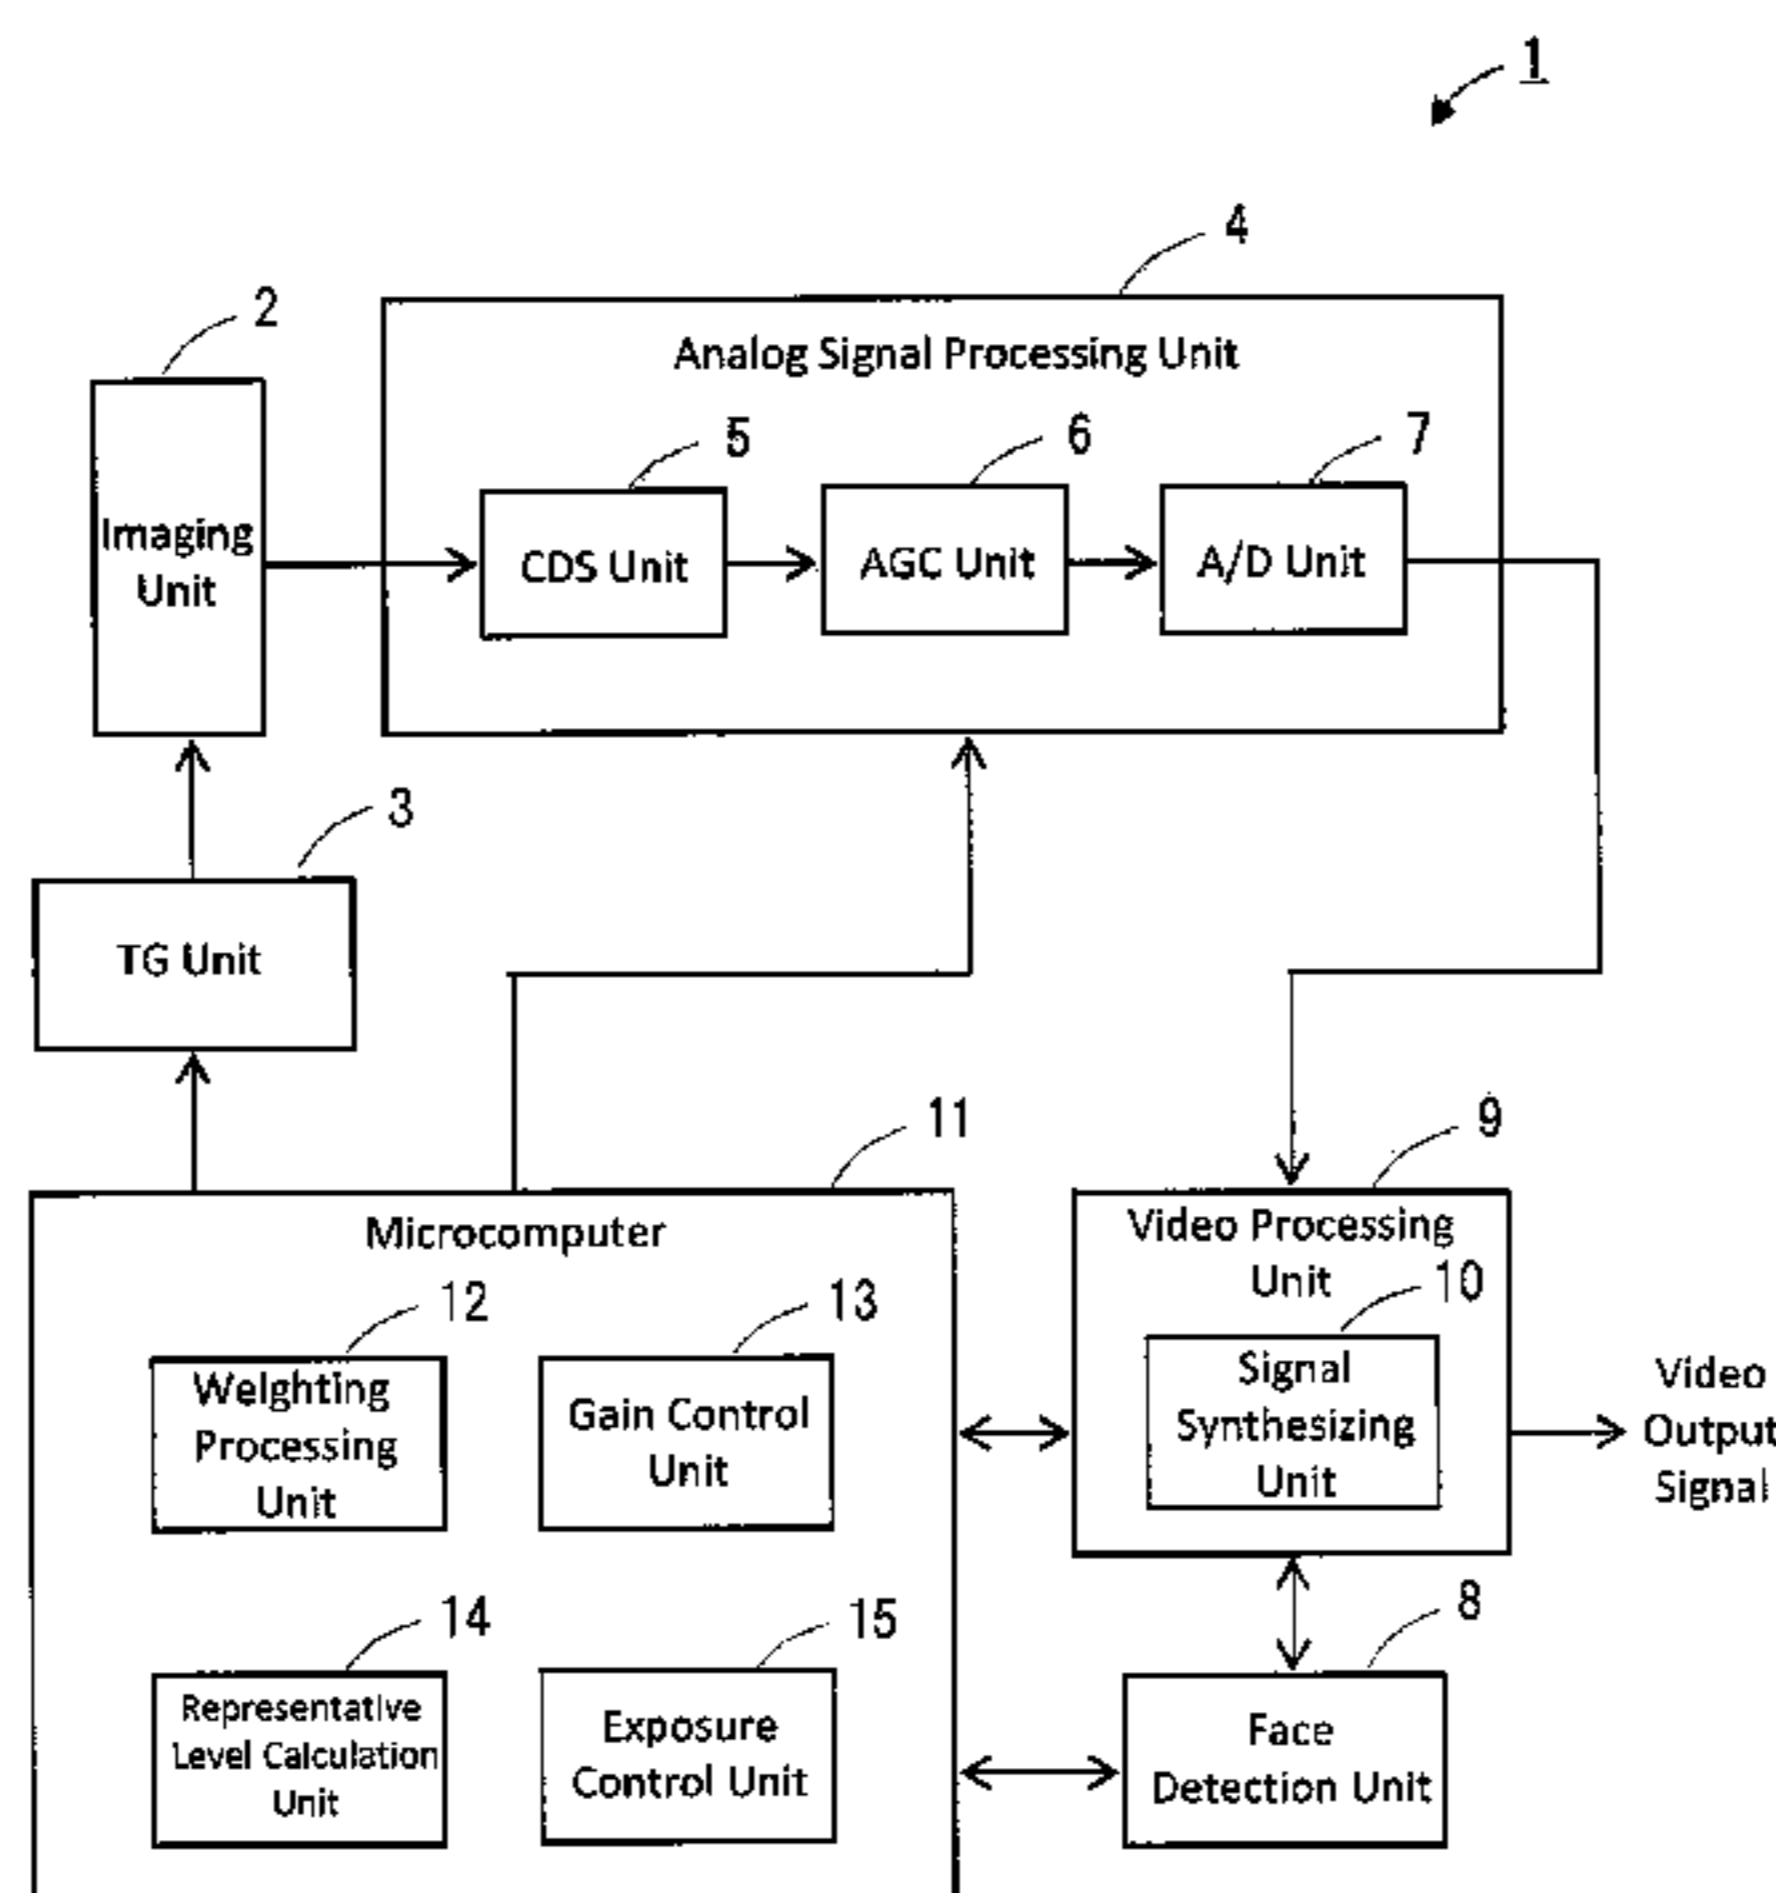 1
4
2
Analog Signal Processing Unit
5
6
7
Imaging
Unit
CDS Unit
AGC Unit
A/D Unit
3
TG Unit
11
9
Microcomputer
Video Processing
Unit
12
13
10
Weighting
Processing
Unit
Gain Control
Unit
Signal
Synthesizing
Unit
Video
Output
Signal
14
15
8
Representative
Level Calculation
Unit
Exposure
Control Unit
Face
Detection Unit